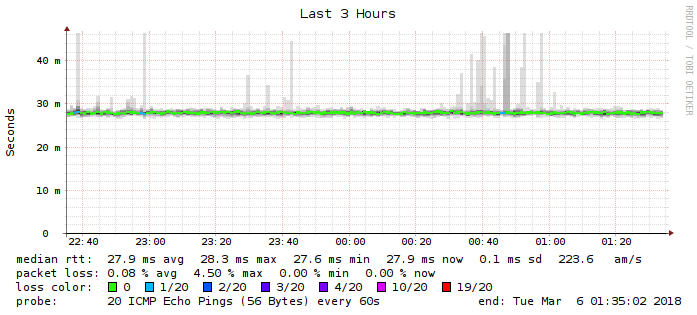 Last 3 Hours
RRDTOOL / TOBI OETIKER
Seconds
40 m
30 m
20 m
10 m
0
22:40 23:00 23:20 23:40 00:00 00:20 00:40 01:00 01:20
median rtt: 27.9 ms avg 28.3 ms max 27.6 ms min 27.9 ms now 0.1 ms sd 223.6 am/s
packet loss: 0.08 % avg 4.50 % max 0.00 % min 0.00 % now
loss color: 0 1/20 2/20 3/20 4/20 10/20 19/20
probe: 20 ICMP Echo Pings (56 Bytes) every 60s end: Tue Mar 6 01:35:02 2018